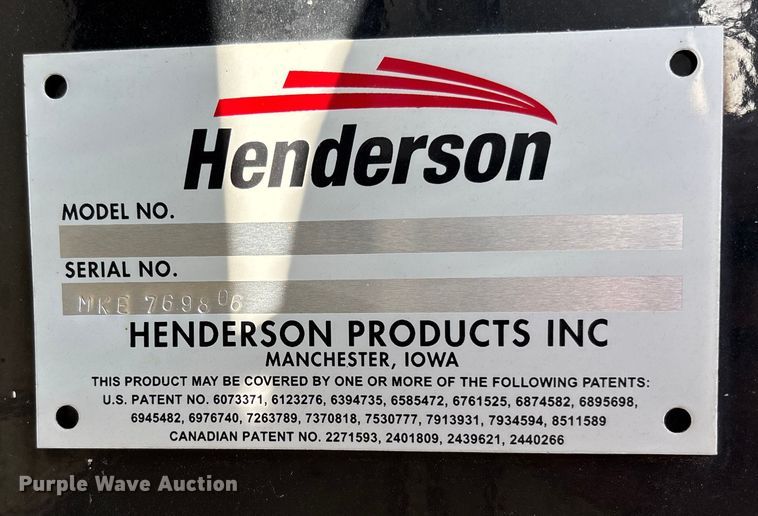 Henderson
MODEL NO.
SERIAL NO.
MKE 769806
HENDERSON PRODUCTS INC
MANCHESTER, IOWA
THIS PRODUCT MAY BE COVERED BY ONE OR MORE OF THE FOLLOWING PATENTS:
U.S. PATENT NO. 6073371, 6123276, 6394735, 6585472, 6761525, 6874582, 6895698,
6945482, 6976740, 7263789, 7370818, 7530777, 7913931, 7934594, 8511589
CANADIAN PATENT NO. 2271593, 2401809, 2439621, 2440266
Purple Wave Auction